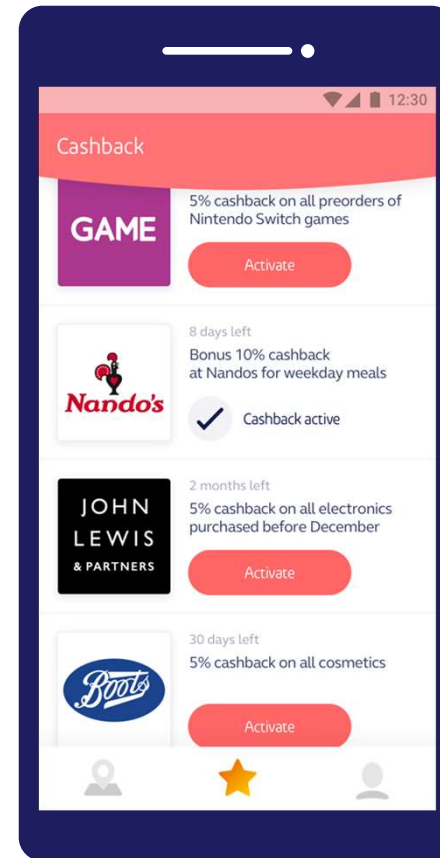 12:30
Cashback
GAME
5% cashback on all preorders of
Nintendo Switch games
Activate
8 days left
Bonus 10% cashback
at Nandos for weekday meals
Nando's
Cashback active
2 months left
JOHN
LEWIS
& PARTNERS
5% cashback on all electronics
purchased before December
Activate
30 days left
5% cashback on all cosmetics
Boots
Activate